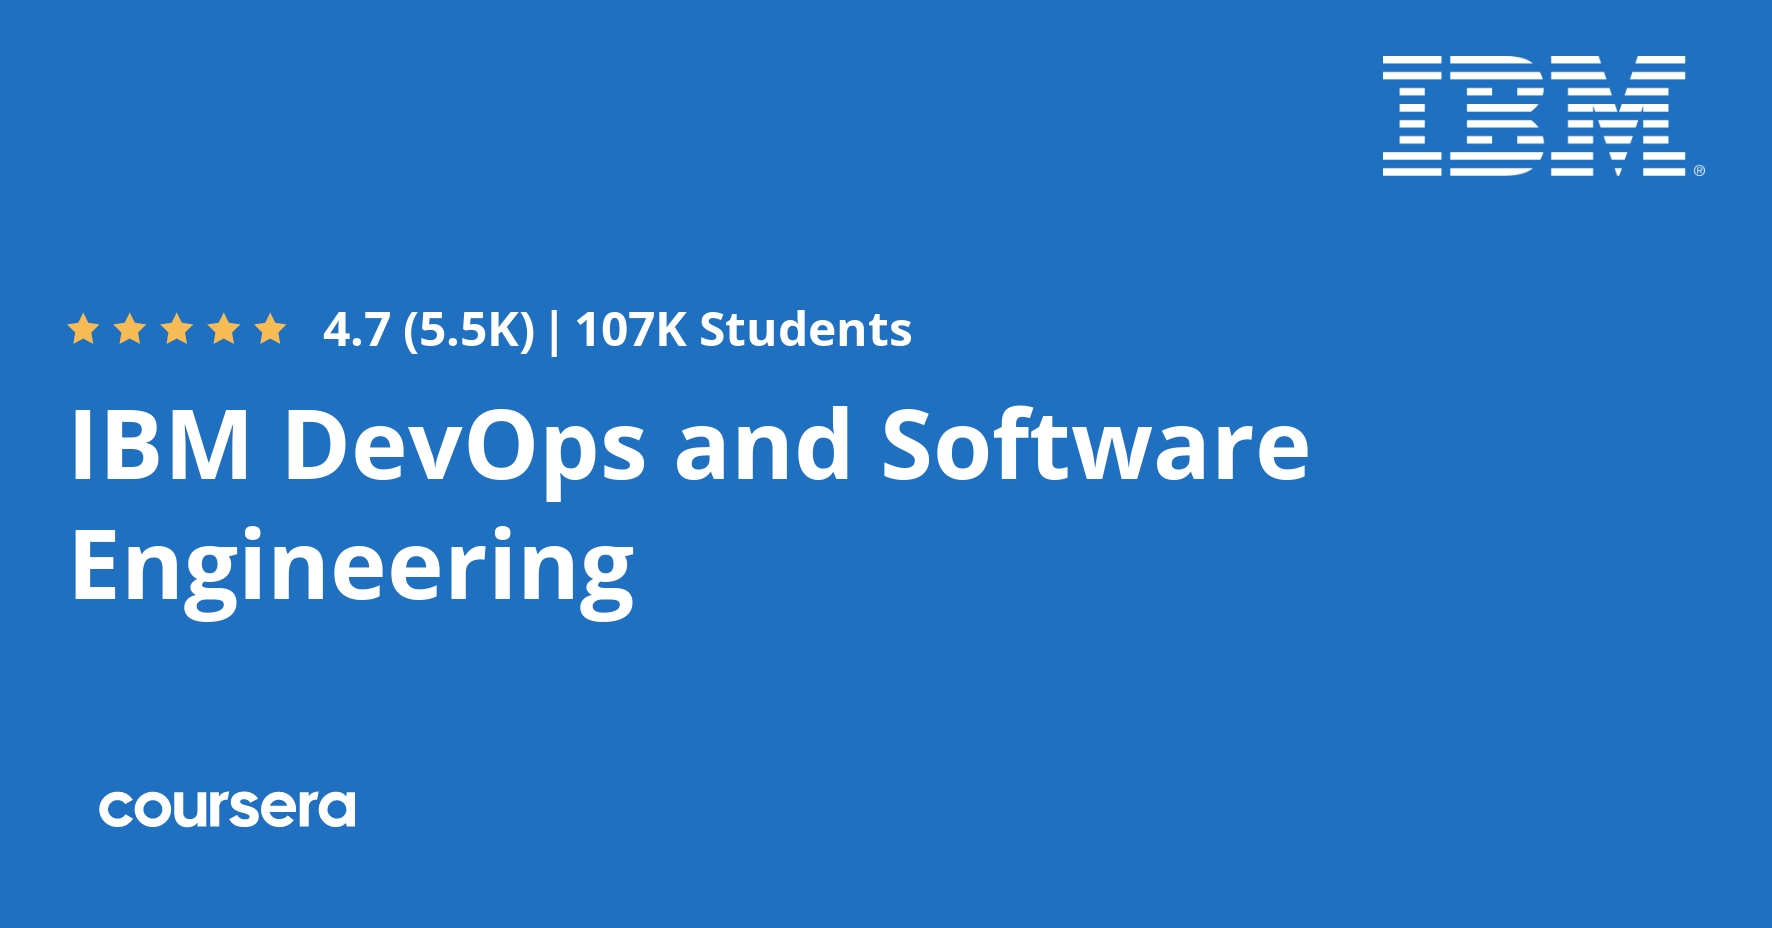 IBM®
4.7 (5.5K) | 107K Students
IBM DevOps and Software
Engineering
coursera